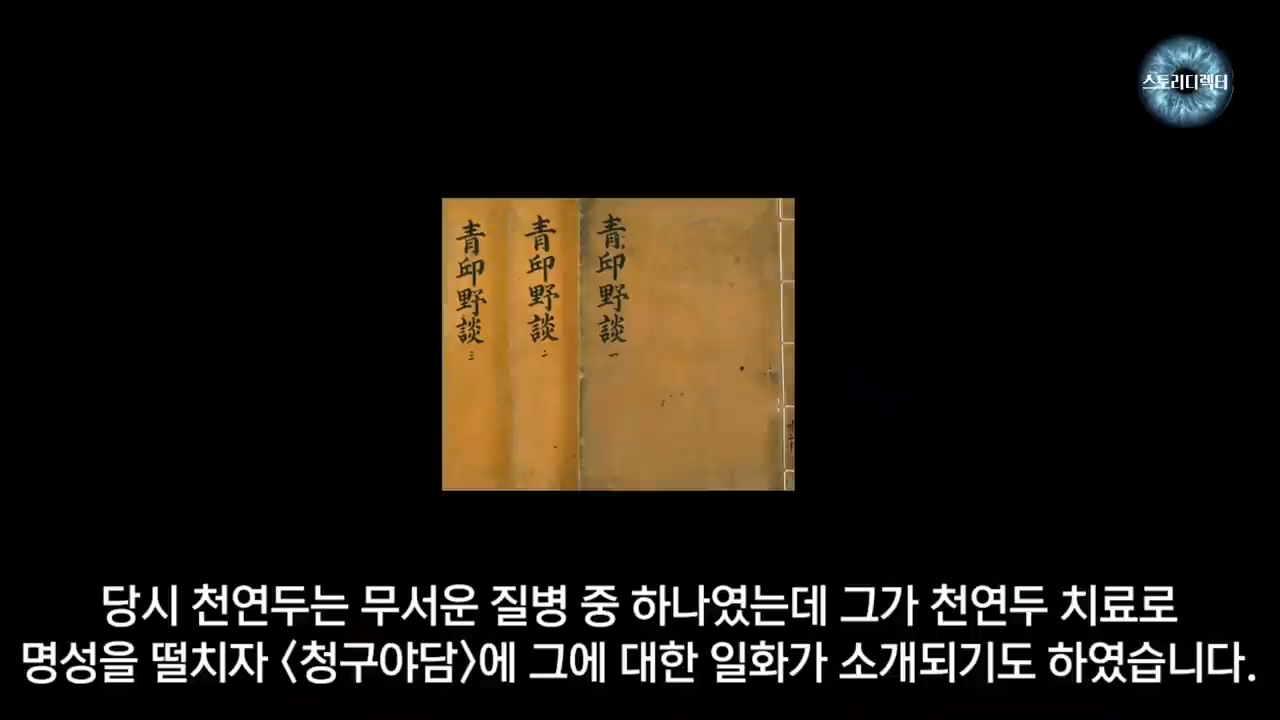 스토리디렉터
青邱野談 一
青邱野談 二
青邱野談 三
당시 천연두는 무서운 질병 중 하나였는데 그가 천연두 치료로
명성을 떨치자 〈청구야담〉에 그에 대한 일화가 소개되기도 하였습니다.